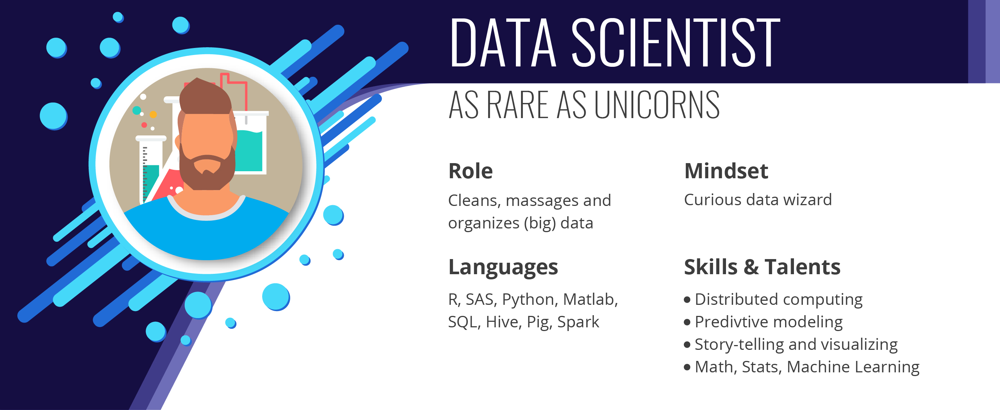 DATA SCIENTIST
AS RARE AS UNICORNS
Role
Cleans, massages and
organizes (big) data
Mindset
Curious data wizard
Languages
R, SAS, Python, Matlab,
SQL, Hive, Pig, Spark
Skills & Talents
• Distributed computing
• Predivtive modeling
• Story-telling and visualizing
• Math, Stats, Machine Learning